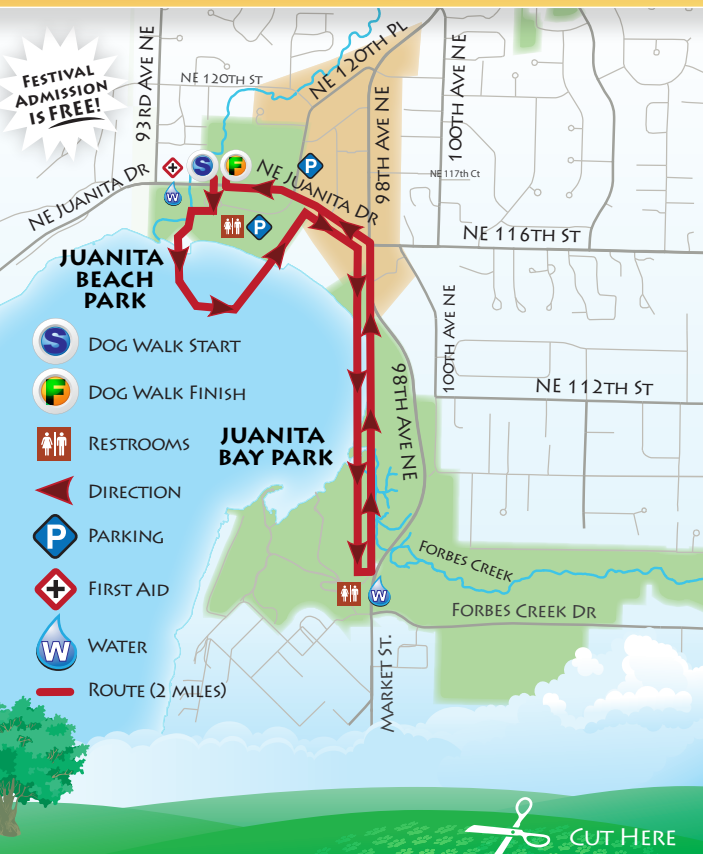 FESTIVAL
ADMISSION
IS FREE!
93RD AVE NE
NE 120TH ST
NE 120TH PL
98TH AVE NE
100TH AVE NE
NE 117th Ct
NE JUANITA DR
S
F
P
NE JUANITA DR
W
P
NE 116TH ST
JUANITA
BEACH
PARK
100TH AVE NE
S
DOG WALK START
F
DOG WALK FINISH
98TH AVE NE
NE 112TH ST
RESTROOMS
JUANITA
BAY PARK
DIRECTION
P
PARKING
FORBES CREEK
FIRST AID
W
FORBES CREEK DR
W
WATER
MARKET ST.
ROUTE (2 MILES)
CUT HERE